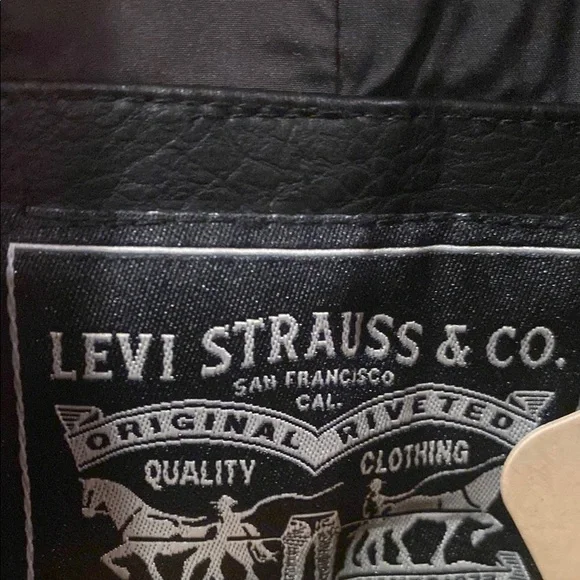 LEVI STRAUSS & CO.
SAN FRANCISCO
CAL.
ORIGINAL RIVETED
QUALITY CLOTHING